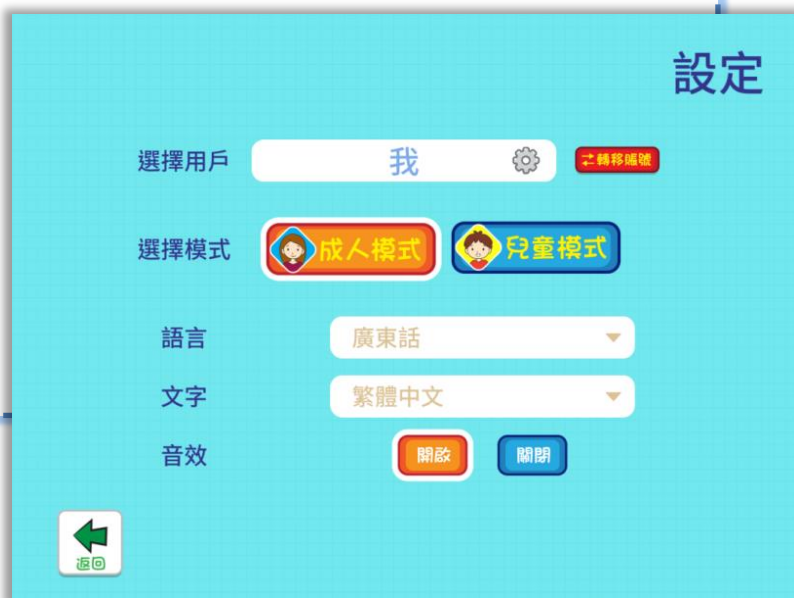 設定
選擇用戶 我 轉移賬號
選擇模式 成人模式 兒童模式
語言 廣東話
文字 繁體中文
音效 開啟 關閉
返回